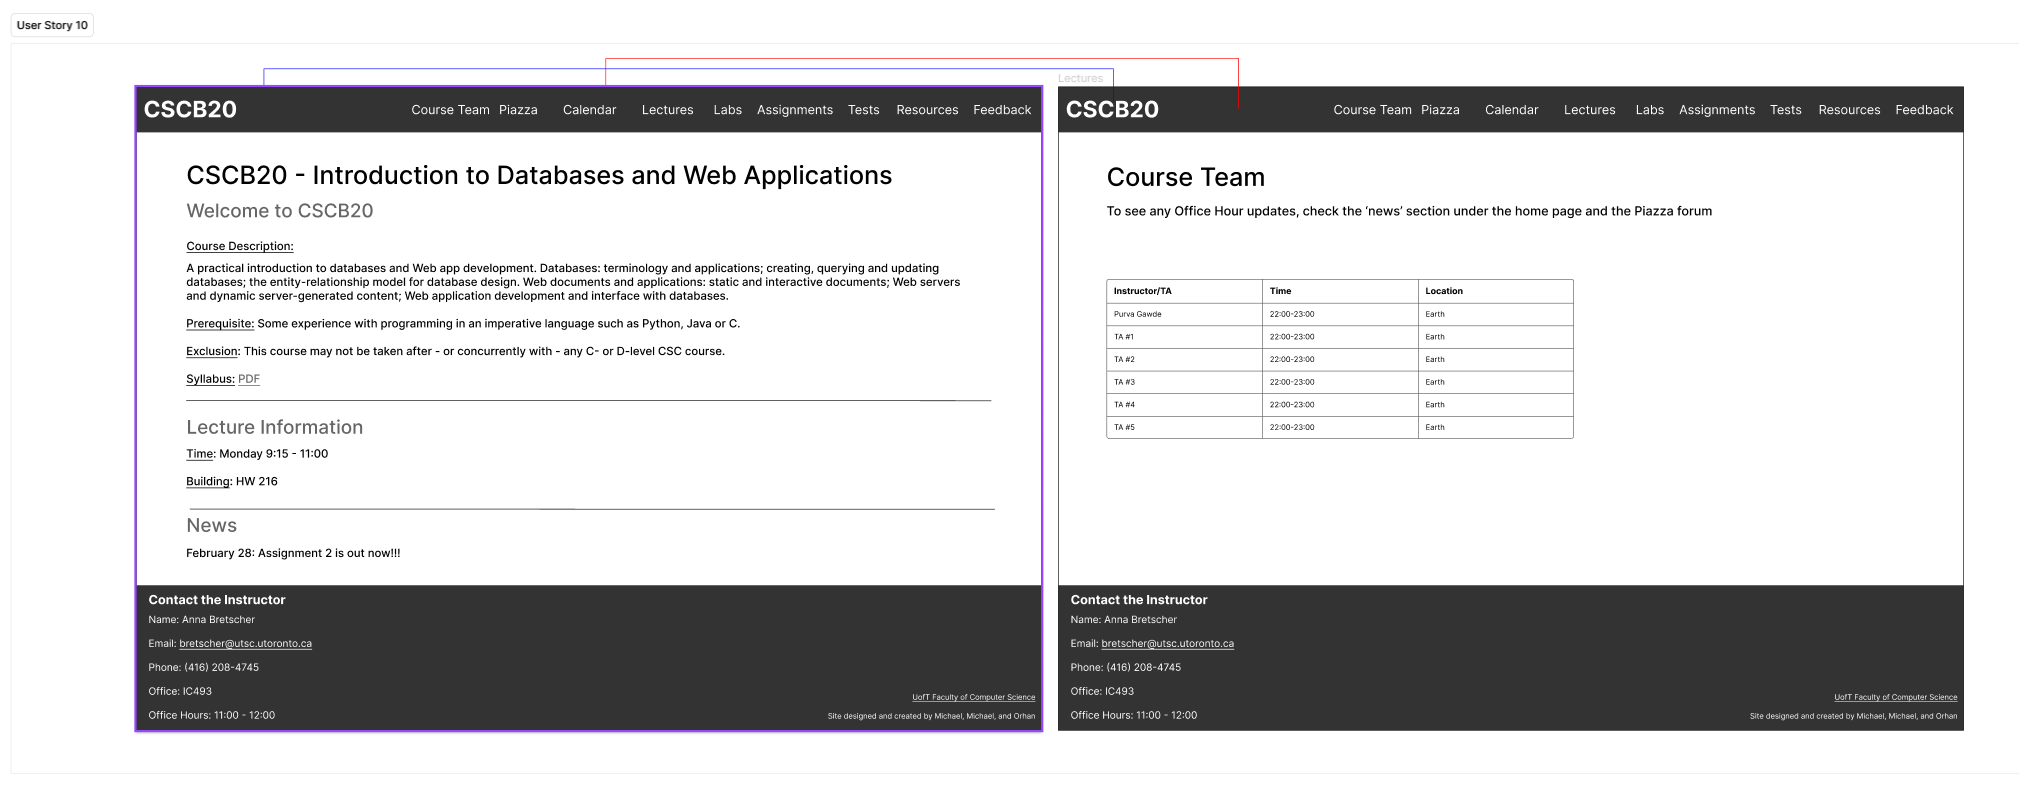 User Story 10
CSCB20
Course Team Piazza Calendar Lectures Labs Assignments Tests Resources Feedback
CSCB20 - Introduction to Databases and Web Applications
Welcome to CSCB20
Course Description:
A practical introduction to databases and Web app development. Databases: terminology and applications; creating, querying and updating
databases; the entity-relationship model for database design. Web documents and applications: static and interactive documents; Web servers
and dynamic server-generated content; Web application development and interface with databases.
Prerequisite: Some experience with programming in an imperative language such as Python, Java or C.
Exclusion: This course may not be taken after - or concurrently with - any C- or D-level CSC course.
Syllabus: PDF
Lecture Information
Time: Monday 9:15 - 11:00
Building: HW 216
News
February 28: Assignment 2 is out now!!!
Contact the Instructor
Name: Anna Bretscher
Email: bretscher@utsc.utoronto.ca
Phone: (416) 208-4745
Office: IC493
Office Hours: 11:00 - 12:00
UofT Faculty of Computer Science
Site designed and created by Michael, Michael, and Orhan
Lectures
CSCB20
Course Team Piazza Calendar Lectures Labs Assignments Tests Resources Feedback
Course Team
To see any Office Hour updates, check the ‘news’ section under the home page and the Piazza forum
Instructor/TA Time Location
Purva Gawde 22:00-23:00 Earth
TA #1 22:00-23:00 Earth
TA #2 22:00-23:00 Earth
TA #3 22:00-23:00 Earth
TA #4 22:00-23:00 Earth
TA #5 22:00-23:00 Earth
Contact the Instructor
Name: Anna Bretscher
Email: bretscher@utsc.utoronto.ca
Phone: (416) 208-4745
Office: IC493
Office Hours: 11:00 - 12:00
UofT Faculty of Computer Science
Site designed and created by Michael, Michael, and Orhan